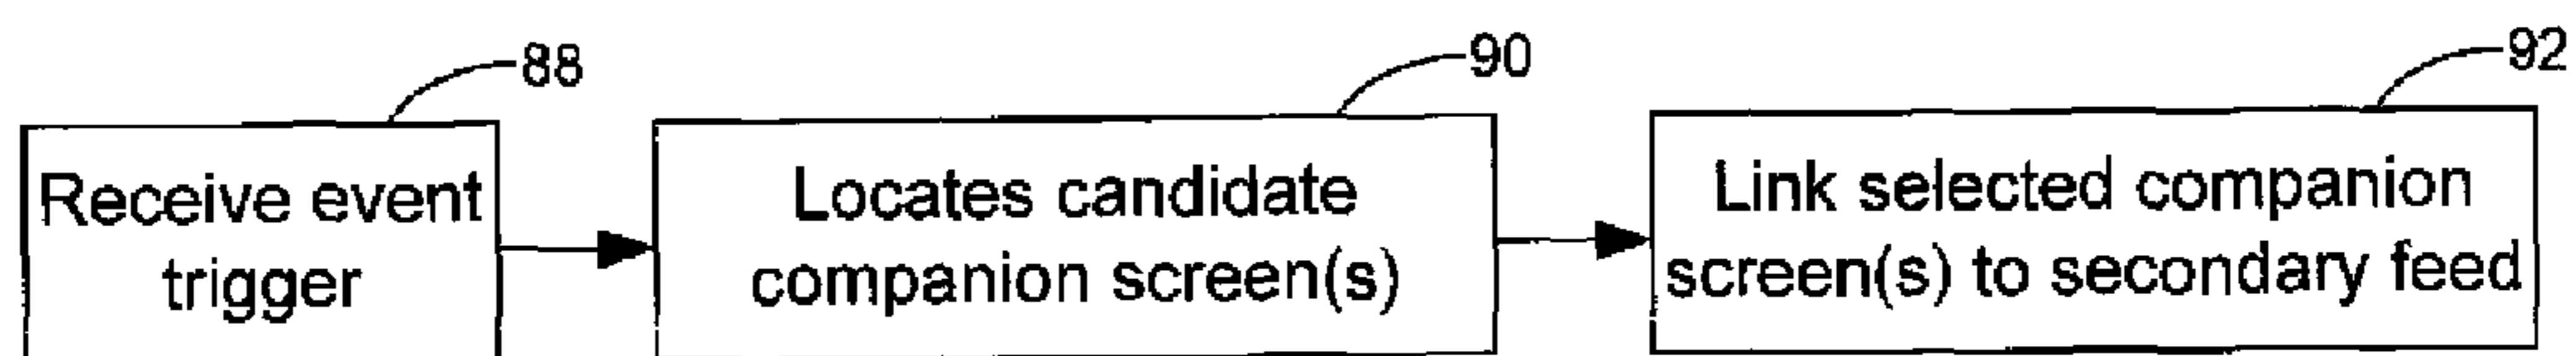 88
90
92
Receive event
trigger
Locates candidate
companion screen(s)
Link selected companion
screen(s) to secondary feed